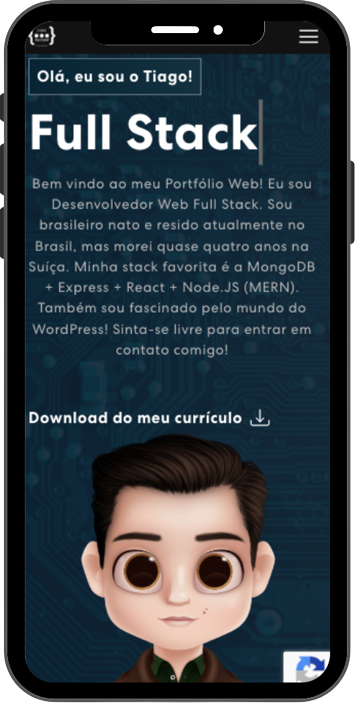 Olá, eu sou o Tiago!
Full Stack
Bem vindo ao meu Portfólio Web! Eu sou
Desenvolvedor Web Full Stack. Sou
brasileiro nato e resido atualmente no
Brasil, mas morei quase quatro anos na
Suíça. Minha stack favorita é a MongoDB
+ Express + React + Node.JS (MERN).
Também sou fascinado pelo mundo do
WordPress! Sinta-se livre para entrar em
contato comigo!
Download do meu currículo